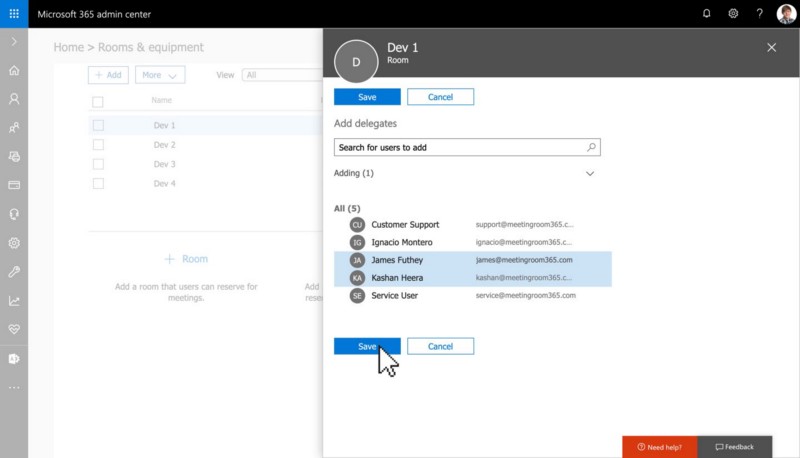 Microsoft 365 admin center
?
Home > Rooms & equipment
+ Add
More
View
All
Name
Dev 1
Dev 2
Dev 3
Dev 4
+ Room
Add a room that users can reserve for
meetings.
Add
rese
D
Dev 1
Room
Save
Cancel
Add delegates
Search for users to add
Adding (1)
All (5)
CU Customer Support support@meetingroom365.c...
IG Ignacio Montero ignacio@meetingroom365.c...
JA James Futhey james@meetingroom365.com
KA Kashan Heera kashan@meetingroom365.c...
SE Service User service@meetingroom365.com
Save
Cancel
Need help?
Feedback